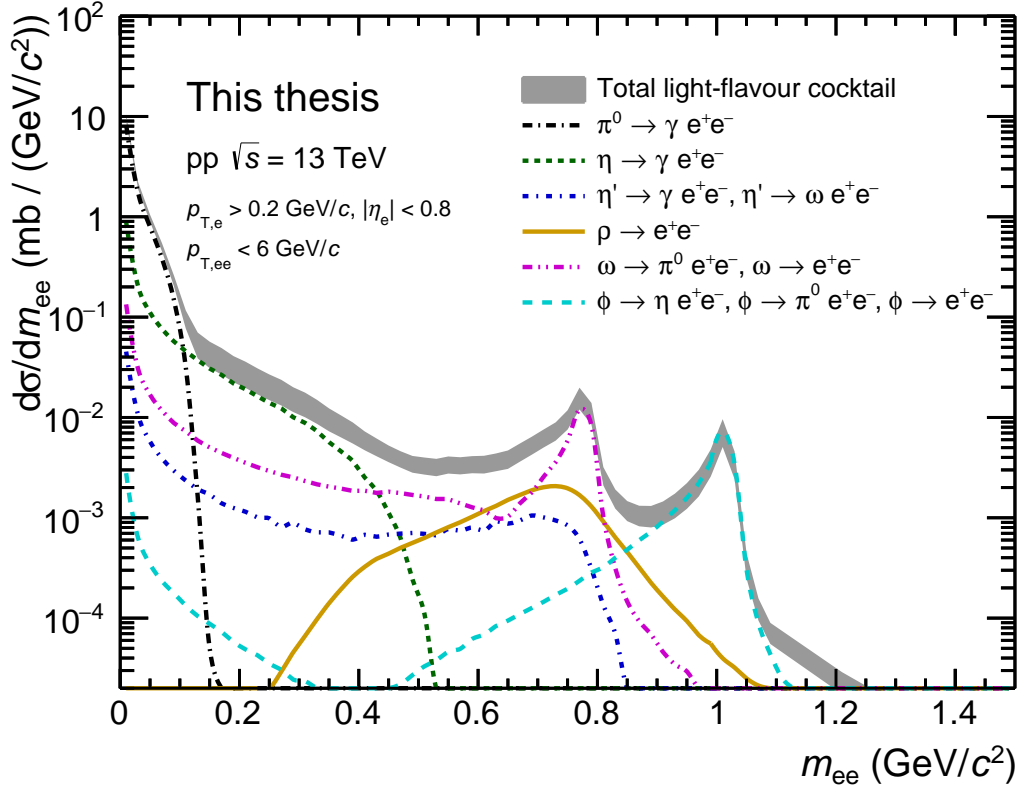 dσ/dm_ee (mb / (GeV/c²))
10²
10
1
10⁻¹
10⁻²
10⁻³
10⁻⁴
This thesis
pp √s = 13 TeV
p_T,e > 0.2 GeV/c, |η_e| < 0.8
p_T,ee < 6 GeV/c
Total light-flavour cocktail
π⁰ → γ e⁺e⁻
η → γ e⁺e⁻
η' → γ e⁺e⁻, η' → ω e⁺e⁻
ρ → e⁺e⁻
ω → π⁰ e⁺e⁻, ω → e⁺e⁻
ϕ → η e⁺e⁻, ϕ → π⁰ e⁺e⁻, ϕ → e⁺e⁻
0 0.2 0.4 0.6 0.8 1 1.2 1.4
m_ee (GeV/c²)